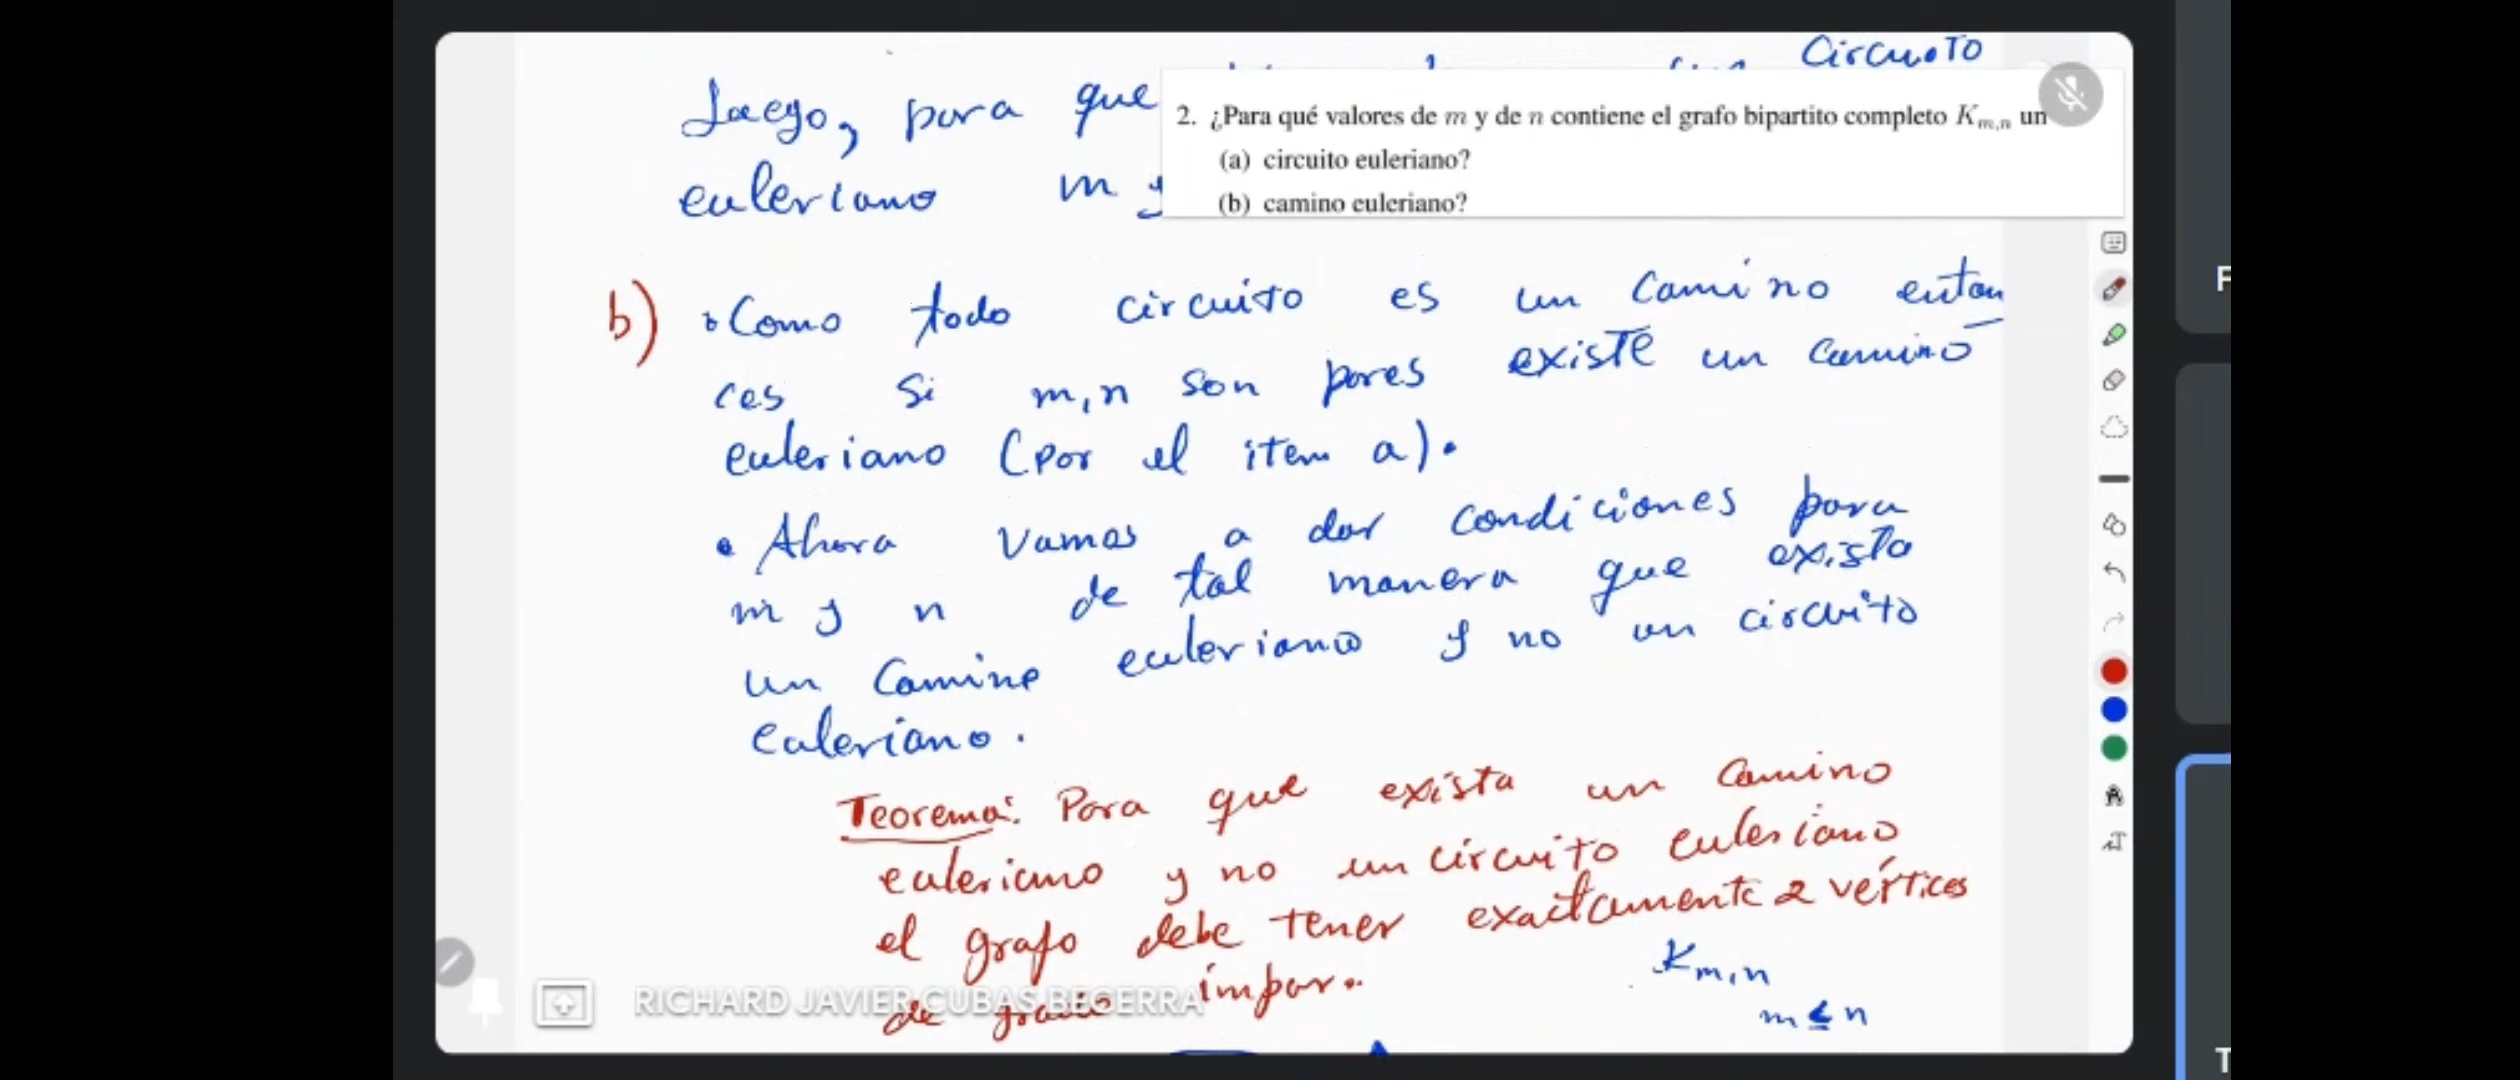 Circuito
Luego, para que
euleriano m y
2. ¿Para qué valores de m y de n contiene el grafo bipartito completo Km,n un
(a) circuito euleriano?
(b) camino euleriano?
b) • Como todo circuito es un camino enton
ces si m,n son pares existe un camino
euleriano (por el item a).
• Ahora vamos a dar condiciones para
m y n de tal manera que exista
un camino euleriano y no un circuito
euleriano.
Teorema: Para que exista un camino
euleriano y no un circuito euleriano
el grafo debe tener exactamente 2 vértices
de grado impar.
Km,n
m ≤ n
RICHARD JAVIER CUBAS BECERRA
F
T